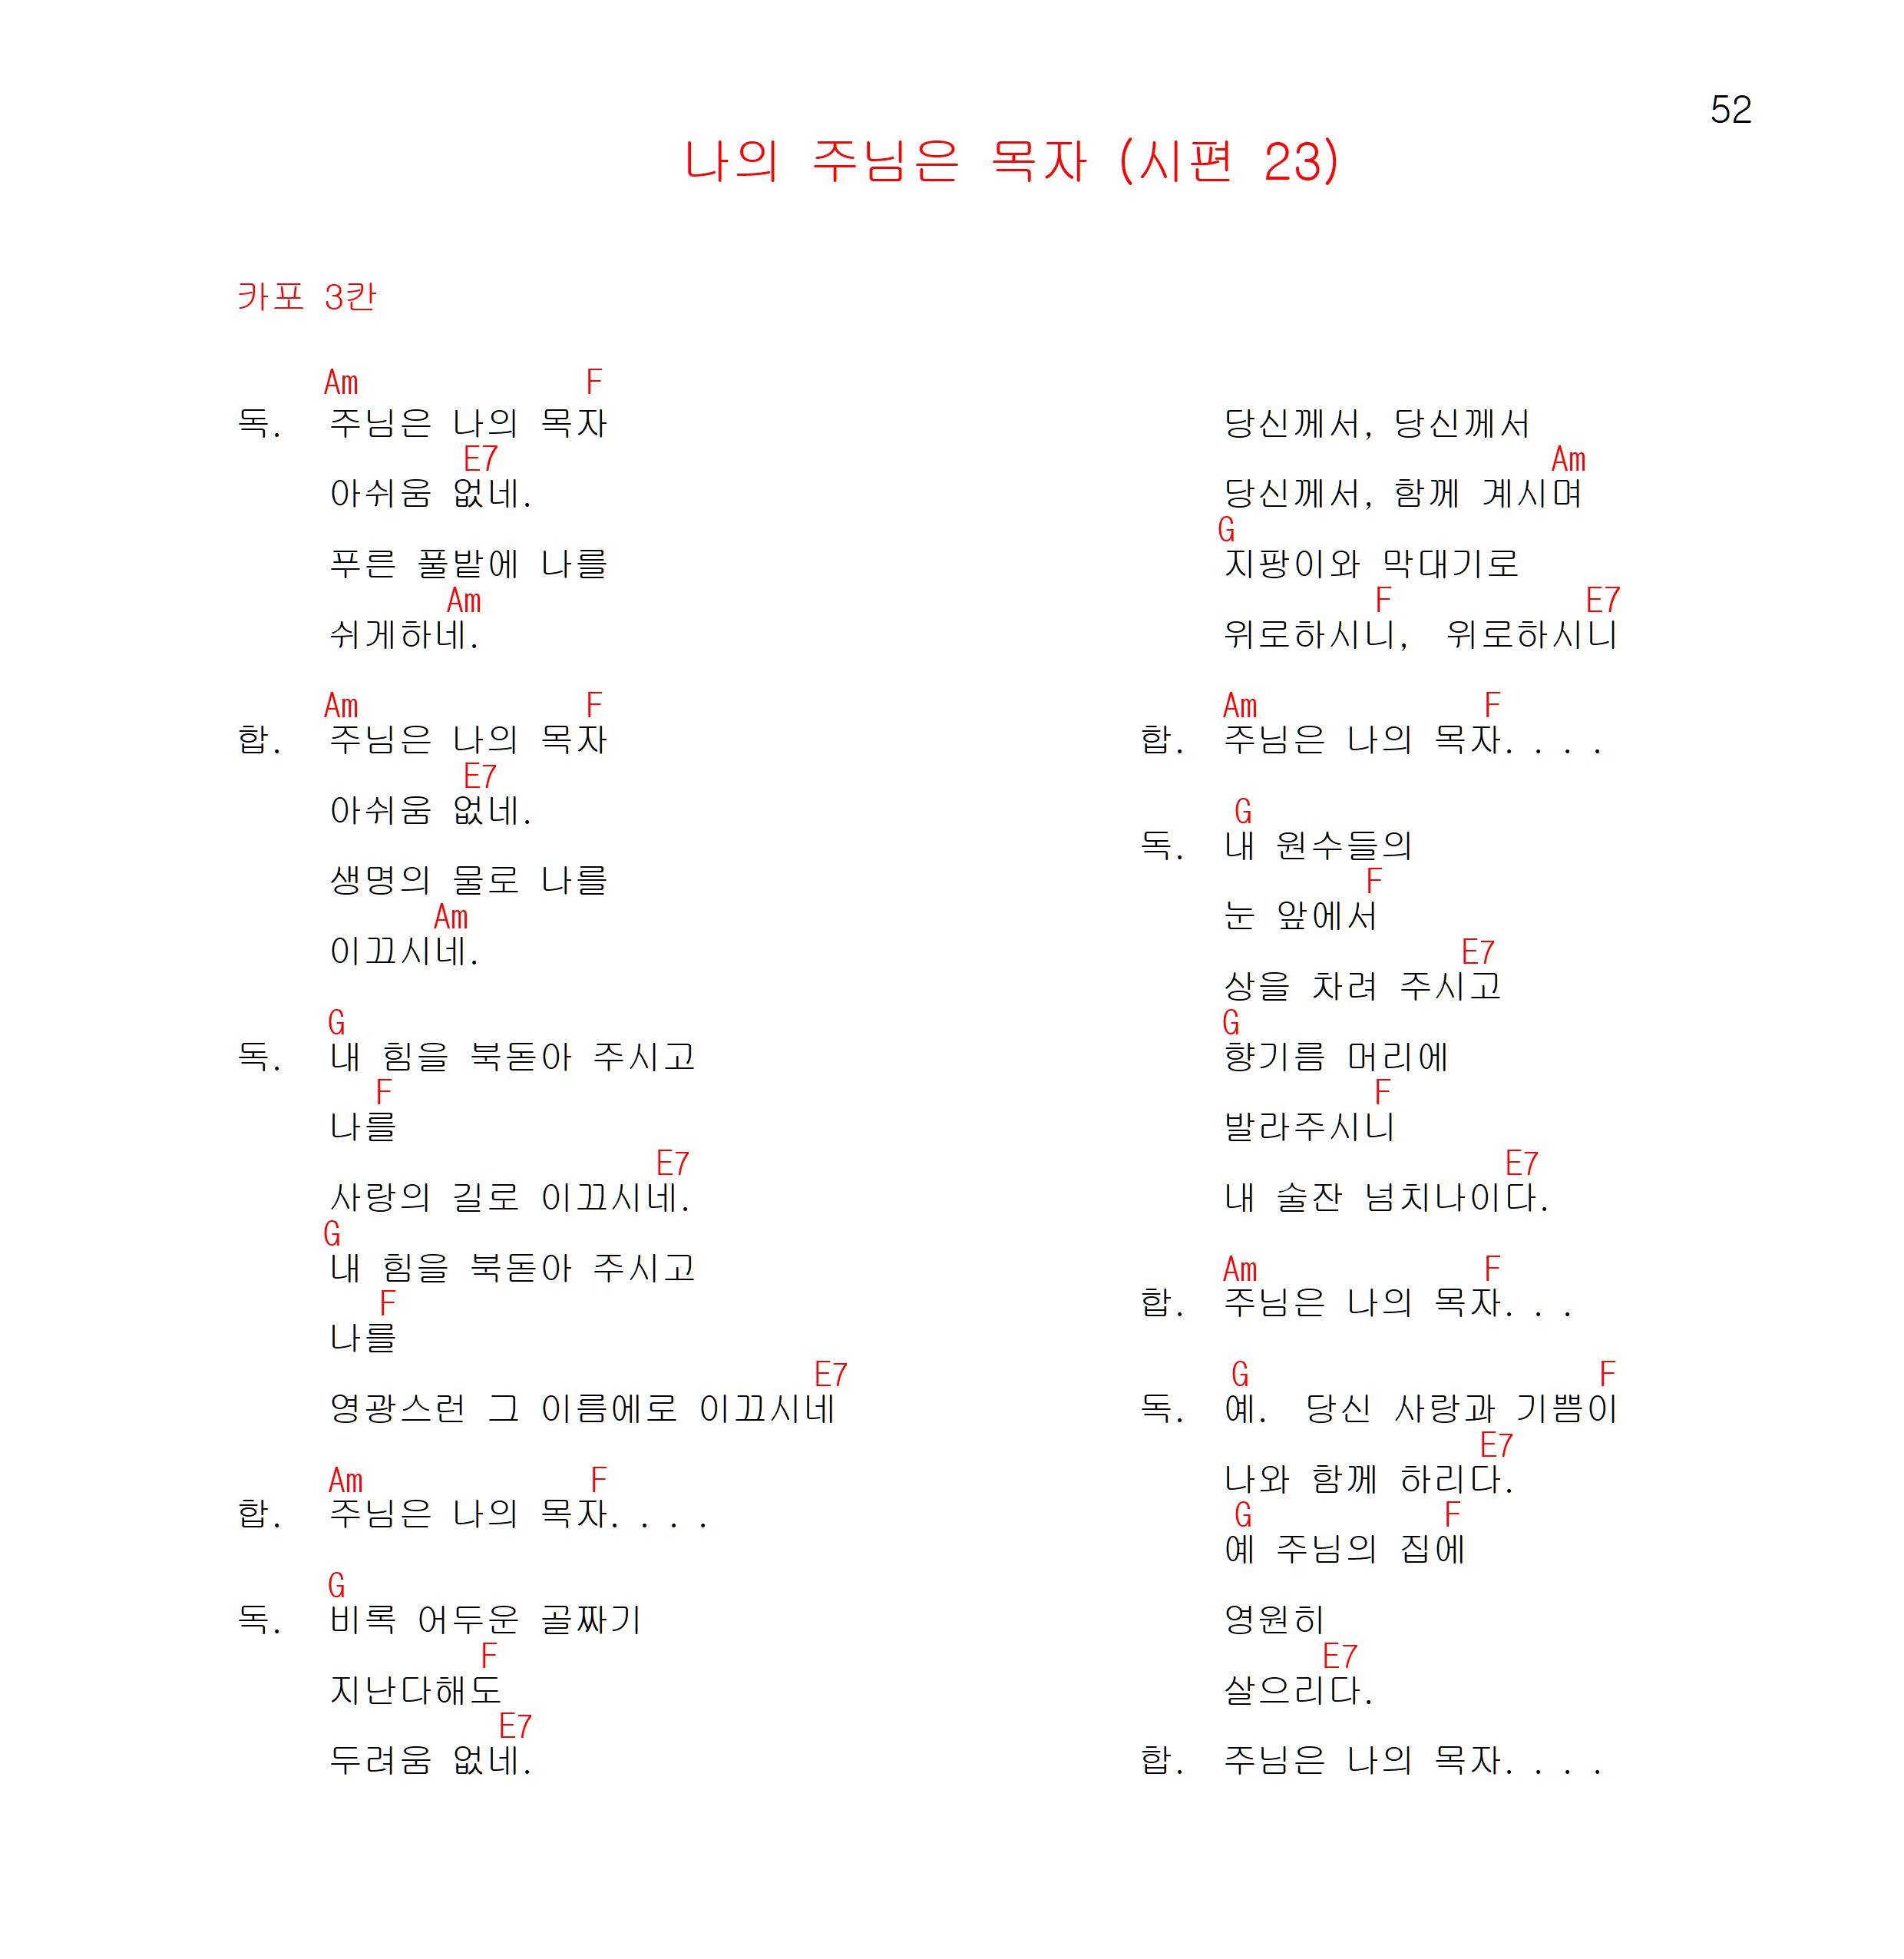 52
나의 주님은 목자 (시편 23)
카포 3칸
Am F
독. 주님은 나의 목자
E7
아쉬움 없네.
푸른 풀밭에 나를
Am
쉬게하네.
Am F
합. 주님은 나의 목자
E7
아쉬움 없네.
생명의 물로 나를
Am
이끄시네.
G
독. 내 힘을 북돋아 주시고
F
나를
E7
사랑의 길로 이끄시네.
G
내 힘을 북돋아 주시고
F
나를
E7
영광스런 그 이름에로 이끄시네
Am F
합. 주님은 나의 목자. . . .
G
독. 비록 어두운 골짜기
F
지난다해도
E7
두려움 없네.
당신께서, 당신께서
Am
당신께서, 함께 계시며
G
지팡이와 막대기로
F E7
위로하시니, 위로하시니
Am F
합. 주님은 나의 목자. . . .
G
독. 내 원수들의
F
눈 앞에서
E7
상을 차려 주시고
G
향기름 머리에
F
발라주시니
E7
내 술잔 넘치나이다.
Am F
합. 주님은 나의 목자. . .
G F
독. 예. 당신 사랑과 기쁨이
E7
나와 함께 하리다.
G F
예 주님의 집에
영원히
E7
살으리다.
합. 주님은 나의 목자. . . .